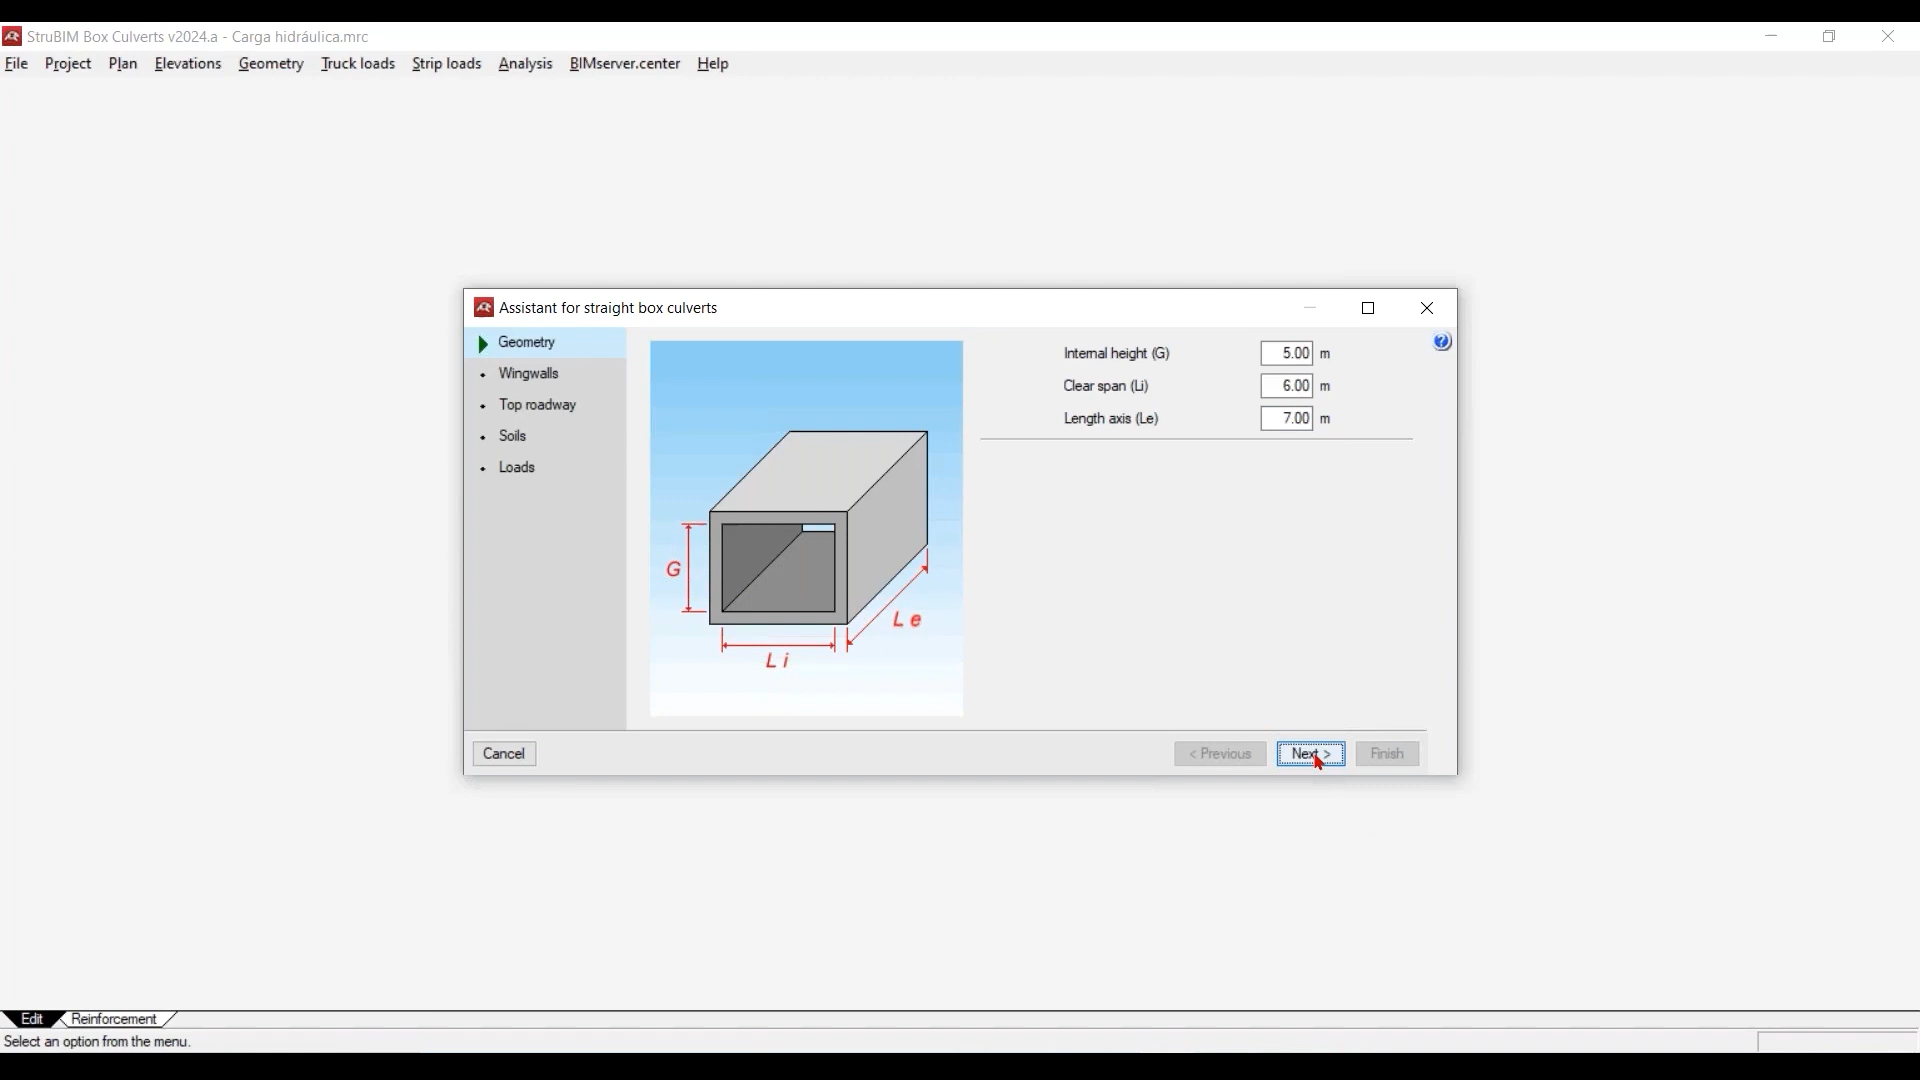 StruBIM Box Culverts v2024.a - Carga hidráulica.mrc
File Project Plan Elevations Geometry Truck loads Strip loads Analysis BIMserver.center Help
Assistant for straight box culverts
Geometry
Wingwalls
Top roadway
Soils
Loads
G
Li
Le
Internal height (G) 5.00 m
Clear span (Li) 6.00 m
Length axis (Le) 7.00 m
?
Cancel < Previous Next > Finish
Edit Reinforcement
Select an option from the menu.